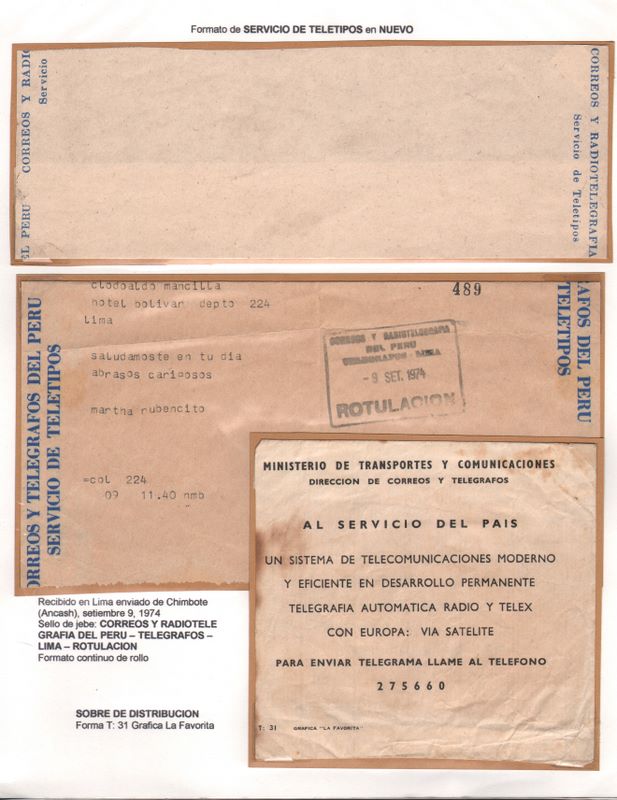 Formato de SERVICIO DE TELETIPOS en NUEVO
EL PERU CORREOS Y RADIO
Servicio
CORREOS Y RADIOTELEGRAFIA
Servicio de Teletipos
ORREOS Y TELEGRAFOS DEL PERU
SERVICIO DE TELETIPOS
clodoaldo mancilla
hotel bolivar depto 224
Lima
saludamoste en tu dia
abrasos cariñosos
martha rubencito
=col 224
09 11.40 nmb
489
CORREOS Y RADIOTELEGRAFIA
DEL PERU
TELEGRAFOS - LIMA
- 9 SET. 1974
ROTULACION
AFOS DEL PERU
TELETIPOS
MINISTERIO DE TRANSPORTES Y COMUNICACIONES
DIRECCION DE CORREOS Y TELEGRAFOS
AL SERVICIO DEL PAIS
UN SISTEMA DE TELECOMUNICACIONES MODERNO
Y EFICIENTE EN DESARROLLO PERMANENTE
TELEGRAFIA AUTOMATICA RADIO Y TELEX
CON EUROPA: VIA SATELITE
PARA ENVIAR TELEGRAMA LLAME AL TELEFONO
275660
T: 31 GRAFICA "LA FAVORITA"
Recibido en Lima enviado de Chimbote
(Ancash), setiembre 9, 1974
Sello de jebe: CORREOS Y RADIOTELE
GRAFIA DEL PERU – TELEGRAFOS –
LIMA – ROTULACION
Formato continuo de rollo
SOBRE DE DISTRIBUCION
Forma T: 31 Grafica La Favorita